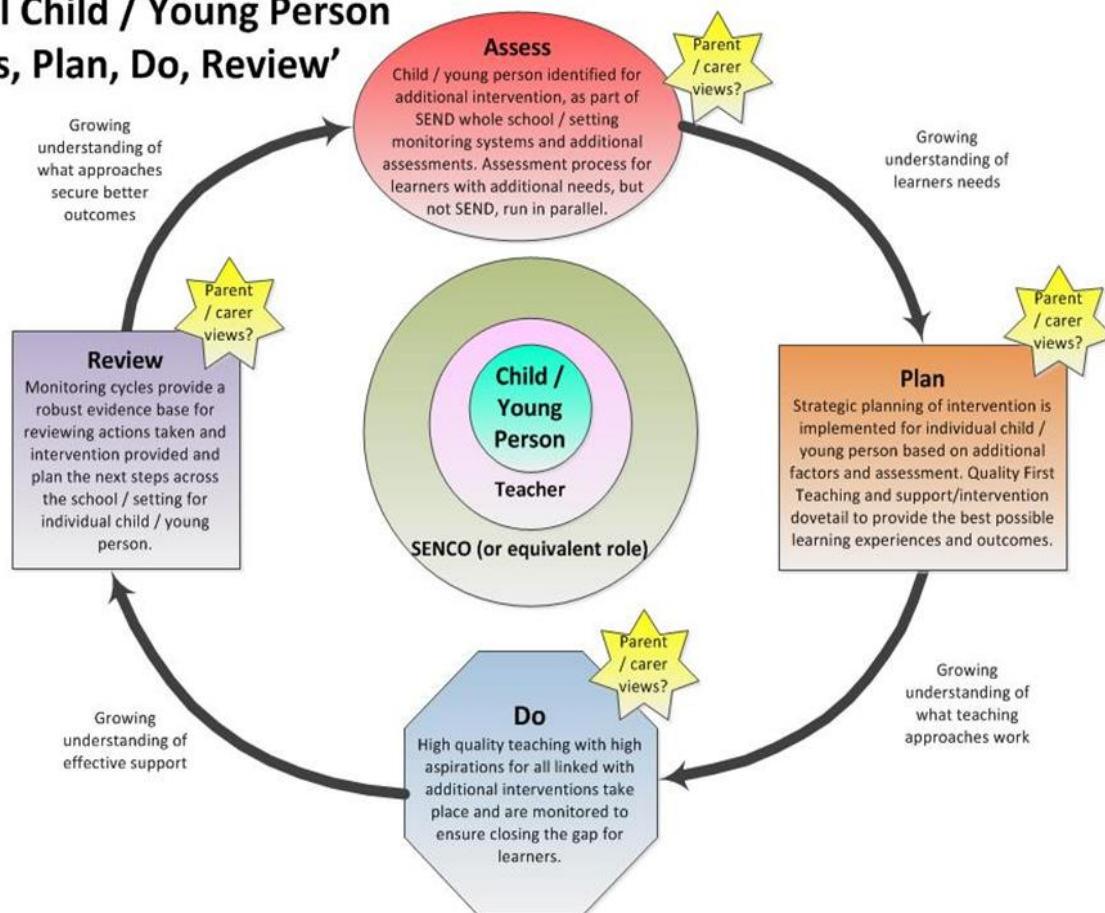 Child / Young Person
, Plan, Do, Review’
Assess
Child / young person identified for
additional intervention, as part of
SEND whole school / setting
monitoring systems and additional
assessments. Assessment process for
learners with additional needs, but
not SEND, run in parallel.
Parent
/ carer
views?
Growing
understanding of
learners needs
Parent
/ carer
views?
Plan
Strategic planning of intervention is
implemented for individual child /
young person based on additional
factors and assessment. Quality First
Teaching and support/intervention
dovetail to provide the best possible
learning experiences and outcomes.
Growing
understanding of
what teaching
approaches work
Parent
/ carer
views?
Do
High quality teaching with high
aspirations for all linked with
additional interventions take
place and are monitored to
ensure closing the gap for
learners.
Growing
understanding of
effective support
Parent
/ carer
views?
Review
Monitoring cycles provide a
robust evidence base for
reviewing actions taken and
intervention provided and
plan the next steps across
the school / setting for
individual child / young
person.
Growing
understanding of
what approaches
secure better
outcomes
Child /
Young
Person
Teacher
SENCO (or equivalent role)